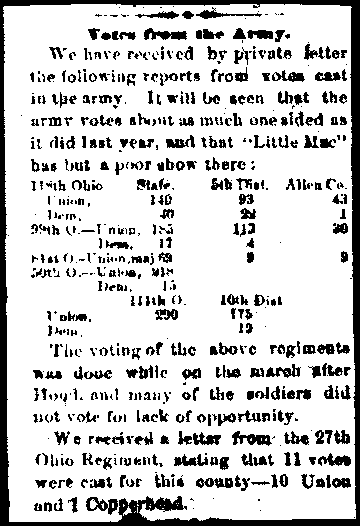 Votes from the Army.
We have received by private letter
the following reports from votes cast
in the army. It will be seen that the
army votes about as much one sided as
it did last year, and that "Little Mac"
has but a poor show there:
118th Ohio State. 5th Dist. Allen Co.
Union, 140 93 43
Dem, 40 22 1
99th O.—Union, 185 113 30
Dem, 17 4
81st O.-Union, maj 69 9 9
50th O.--Union, 218
Dem, 15
111th O. 10th Dist
Union, 290 175
Dem, 19
The voting of the above regiments
was done while on the march after
Hood, and many of the soldiers did
not vote for lack of opportunity.
We received a letter from the 27th
Ohio Regiment, stating that 11 votes
were cast for this county—10 Union
and 1 Copperhead.